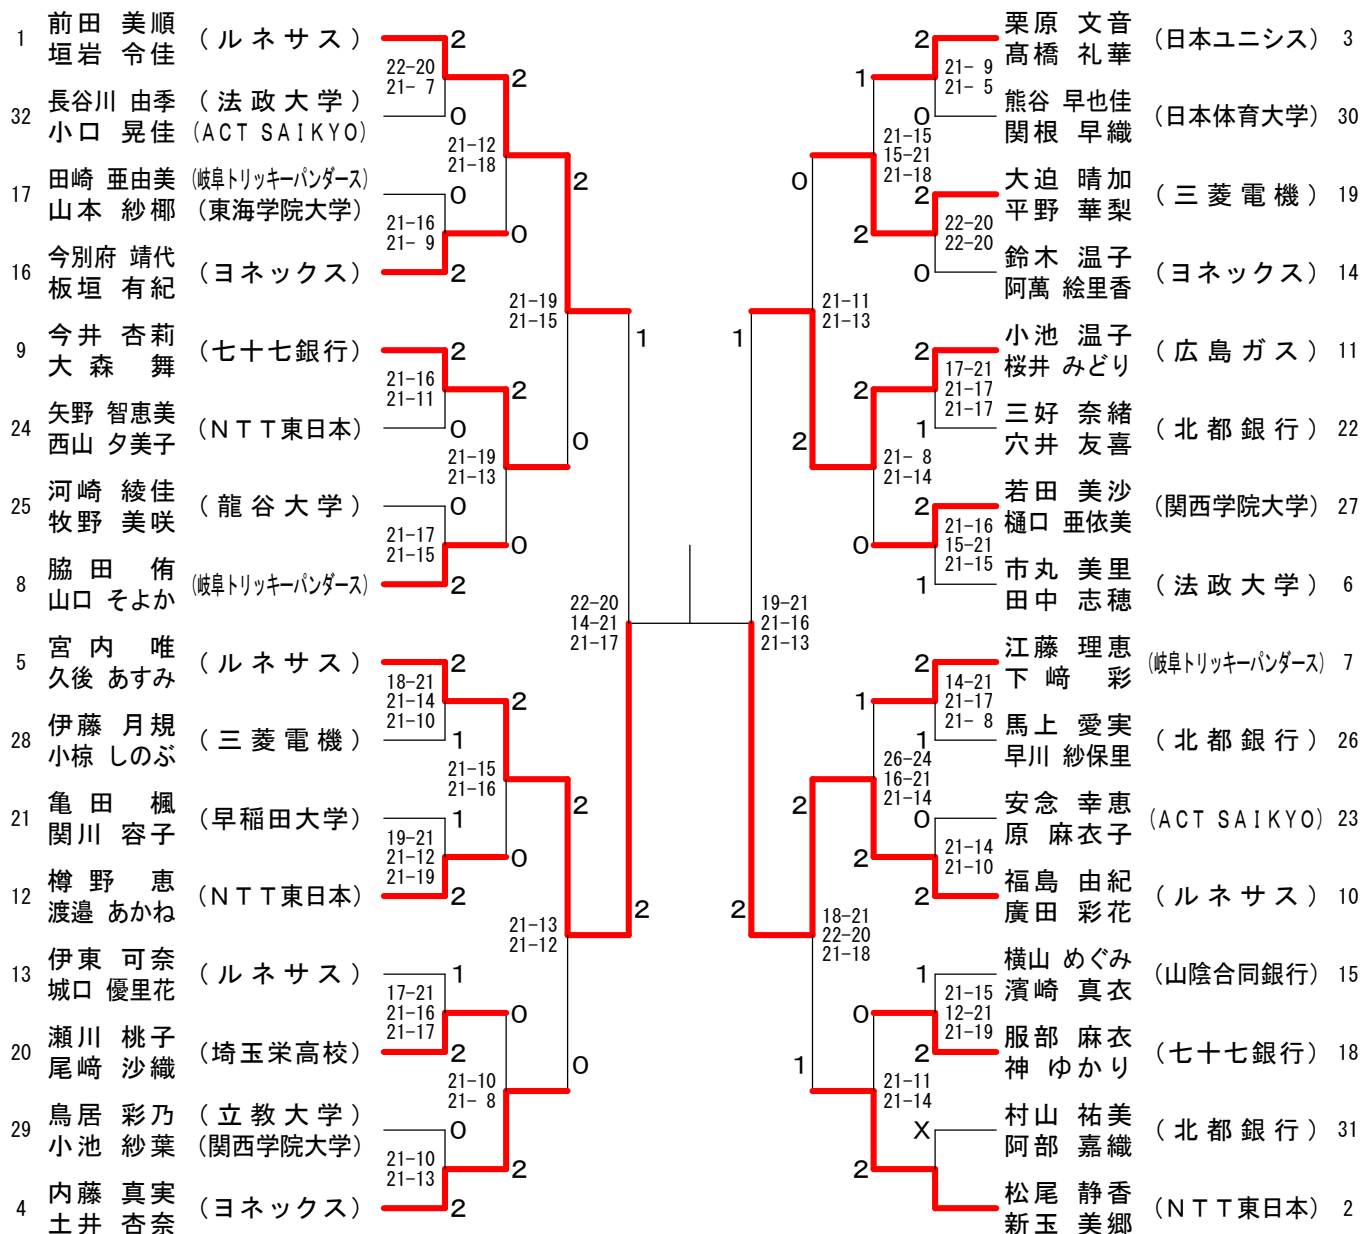 1 前田 美順 (ルネサス) 2
垣岩 令佳
22-20
21- 7
2
32 長谷川 由季 (法政大学) 0
小口 晃佳 (ACT SAIKYO)
21-12
21-18
2
17 田崎 亜由美 (岐阜トリッキーパンダース) 0
山本 紗椰 (東海学院大学)
21-16
21- 9
0
16 今別府 靖代 (ヨネックス) 2
板垣 有紀
21-19
21-15
1
9 今井 杏莉 (七十七銀行) 2
大森 舞
21-16
21-11
2
24 矢野 智恵美 (NTT東日本) 0
西山 夕美子
21-19
21-13
0
25 河崎 綾佳 (龍谷大学) 0
牧野 美咲
21-17
21-15
0
8 脇田 侑 (岐阜トリッキーパンダース) 2
山口 そよか
22-20
14-21
21-17
5 宮内 唯 (ルネサス) 2
久後 あすみ
18-21
21-14
21-10
2
28 伊藤 月規 (三菱電機) 1
小椋 しのぶ
21-15
21-16
2
21 亀田 楓 (早稲田大学) 1
関川 容子
19-21
21-12
21-19
0
12 樽野 恵 (NTT東日本) 2
渡邉 あかね
21-13
21-12
2
13 伊東 可奈 (ルネサス) 1
城口 優里花
17-21
21-16
21-17
0
20 瀬川 桃子 (埼玉栄高校) 2
尾﨑 沙織
21-10
21- 8
0
29 鳥居 彩乃 (立教大学) 0
小池 紗葉 (関西学院大学)
21-10
21-13
2
4 内藤 真実 (ヨネックス) 2
土井 杏奈
2 栗原 文音 (日本ユニシス) 3
髙橋 礼華
1
21- 9
21- 5
0 熊谷 早也佳 (日本体育大学) 30
関根 早織
21-15
15-21
21-18
0
2 大迫 晴加 (三菱電機) 19
平野 華梨
2
22-20
22-20
0 鈴木 温子 (ヨネックス) 14
阿萬 絵里香
21-11
21-13
1
2 小池 温子 (広島ガス) 11
桜井 みどり
2
17-21
21-17
21-17
1 三好 奈緒 (北都銀行) 22
穴井 友喜
2
21- 8
21-14
2 若田 美沙 (関西学院大学) 27
樋口 亜依美
0
21-16
15-21
21-15
1 市丸 美里 (法政大学) 6
田中 志穂
19-21
21-16
21-13
2 江藤 理恵 (岐阜トリッキーパンダース) 7
下﨑 彩
1
14-21
21-17
21- 8
1 馬上 愛実 (北都銀行) 26
早川 紗保里
26-24
16-21
21-14
2
0 安念 幸恵 (ACT SAIKYO) 23
原 麻衣子
2
21-14
21-10
2 福島 由紀 (ルネサス) 10
廣田 彩花
2
18-21
22-20
21-18
1 横山 めぐみ (山陰合同銀行) 15
濱崎 真衣
0
21-15
12-21
21-19
2 服部 麻衣 (七十七銀行) 18
神 ゆかり
1
21-11
21-14
X 村山 祐美 (北都銀行) 31
阿部 嘉織
2
松尾 静香 (NTT東日本) 2
新玉 美郷